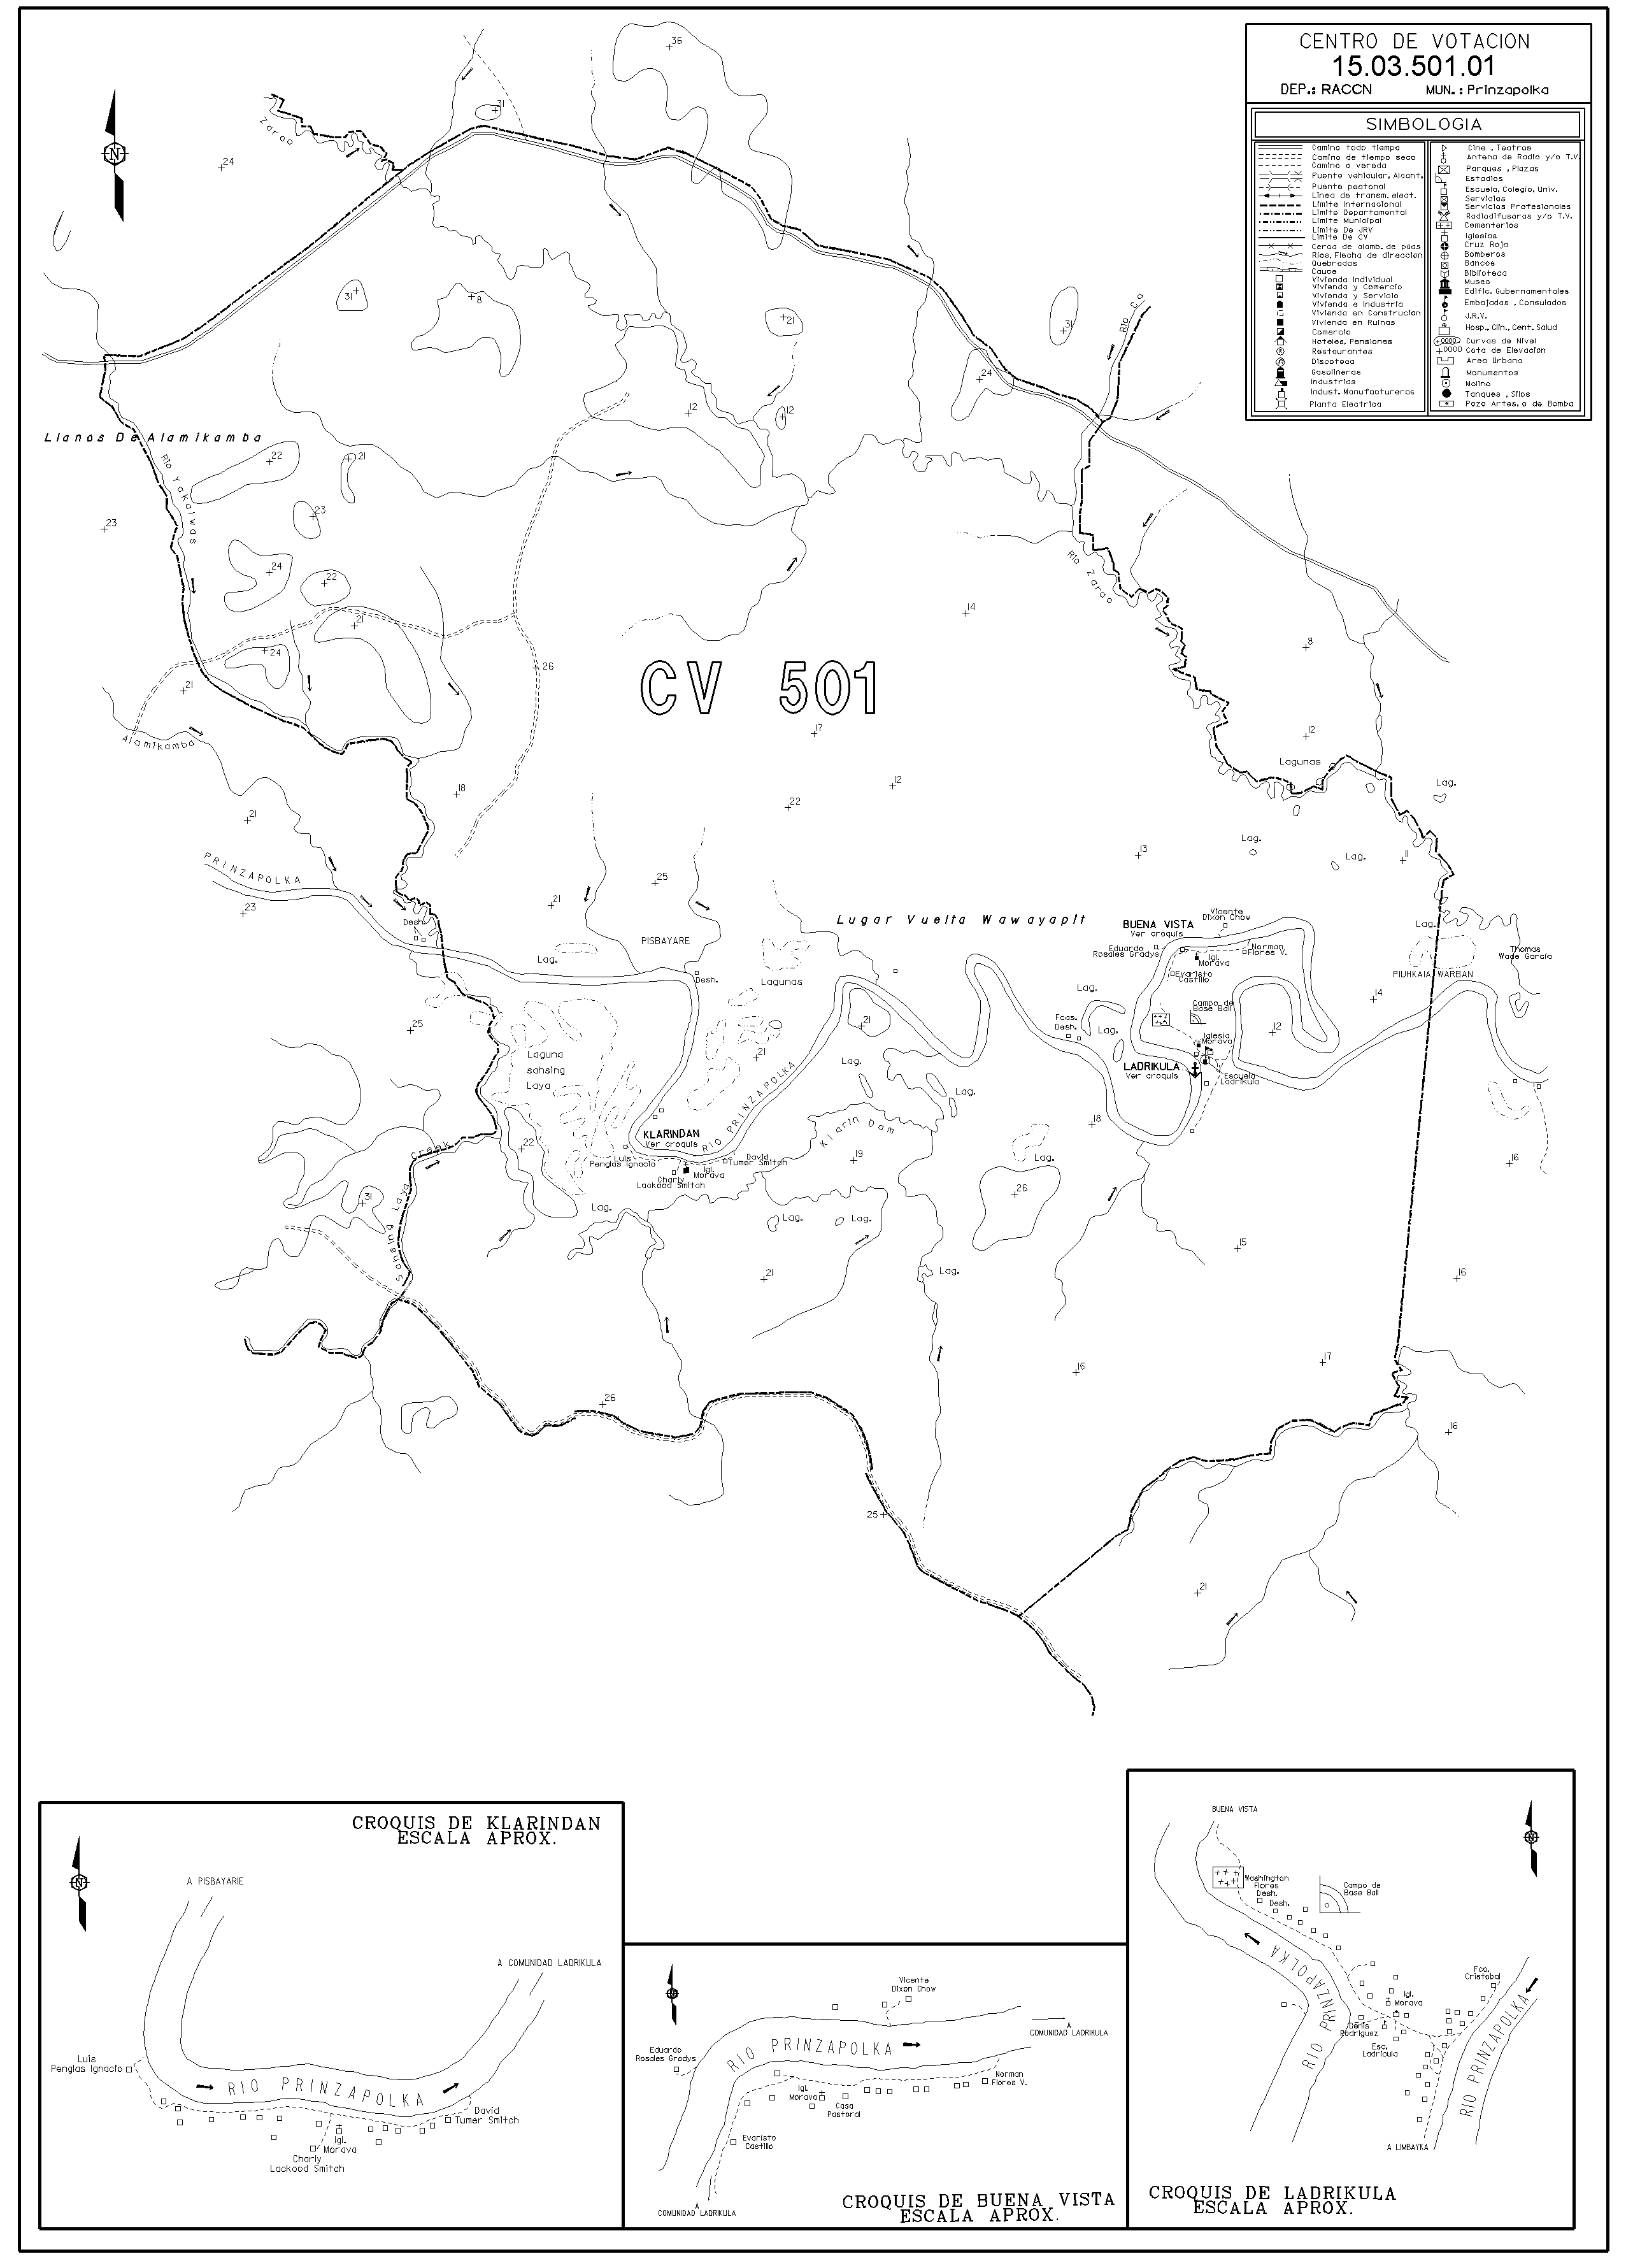 CENTRO DE VOTACION
15.03.501.01
DEP.: RACCN MUN.: Prinzapolka
SIMBOLOGIA
Camino todo tiempo
Camino de tiempo seco
Camino o vereda
Puente vehicular, Alcant.
Puente peatonal
Linea de transm. elect.
Limite Internacional
Limite Departamental
Limite Municipal
Limite De JRV
Limite De CV
Cerca de alamb. de púas
Ríos, Flecha de dirección
Quebradas
Cauce
Vivienda Individual
Vivienda y Comercio
Vivienda y Servicio
Vivienda e Industria
Vivienda en Construcion
Vivienda en Ruinas
Comercio
Hoteles, Pensiones
Restaurantes
Discoteca
Gasolineras
Industrias
Indust. Manufactureras
Planta Electrica
Cine , Teatros
Antena de Radio y/o T.V.
Parques , Plazas
Estadios
Escuela, Colegio, Univ.
Servicios
Servicios Profesionales
Radiodifusoras y/o T.V.
Cementerios
Iglesias
Cruz Roja
Bomberos
Bancos
Biblioteca
Museo
Edific. Gubernamentales
Embajadas , Consulados
J.R.V.
Hosp., Clin., Cent. Salud
Curvas de Nivel
Cota de Elevación
Area Urbana
Monumentos
Molino
Tanques , Silos
Pozo Artes. o de Bomba
N
36
31
Zarao
24
31
8
21
31
Río Ca
24
12
12
Llanos De Alamikamba
22
21
Río Yakalwas
23
23
24
22
21
24
21
26
14
Río Zarao
8
CV 501
17
12
Alamikamba
18
12
22
Lagunas
Lag.
21
13
Lag.
Lag.
11
PRINZAPOLKA
23
21
25
Desh.
Lugar Vuelta Wawayapit
PISBAYARE
Lag.
Desh.
Lagunas
BUENA VISTA
Ver croquis
Vicente
Dixon Chow
Eduardo
Rosales Gradys
Igl.
Morava
Norman
Flores V.
Evaristo
Castillo
Lag.
Thomas
Wade Garcia
PIUHKAIA WARBAN
14
Lag.
Fcas.
Desh.
Lag.
Campo de
Base Ball
12
Iglesia
Morava
LADRIKULA
Ver croquis
Escuela
Ladrikula
25
Laguna
sahsing
Laya
21
21
Lag.
Lag.
RIO PRINZAPOLKA
KLARINDAN
Ver croquis
Klarin Dam
18
22
Luis
Penglas Ignacio
Charly
Lackood Smitch
Igl.
Morava
David
Tumer Smitch
19
Lag.
26
16
Sahsing Laya Creek
31
Lag.
Lag.
Lag.
15
21
Lag.
16
17
16
26
16
25
21
CROQUIS DE KLARINDAN
ESCALA APROX.
N
A PISBAYARIE
A COMUNIDAD LADRIKULA
Luis
Penglas Ignacio
RIO PRINZAPOLKA
David
Tumer Smitch
Igl.
Morava
Charly
Lackood Smitch
Vicente
Dixon Chow
A
COMUNIDAD LADRIKULA
RIO PRINZAPOLKA
Eduardo
Rosales Gradys
Norman
Flores V.
Igl.
Morava
Casa
Pastoral
Evaristo
Castillo
A
COMUNIDAD LADRIKULA
CROQUIS DE BUENA VISTA
ESCALA APROX.
BUENA VISTA
Washington
Flores
Desh.
Desh.
Campo de
Base Ball
RIO PRINZAPOLKA
Fco.
Cristobal
Igl.
Morava
Denis
Rodriguez
Esc.
Ladricula
RIO PRINZAPOLKA
A LIMBAYKA
CROQUIS DE LADRIKULA
ESCALA APROX.